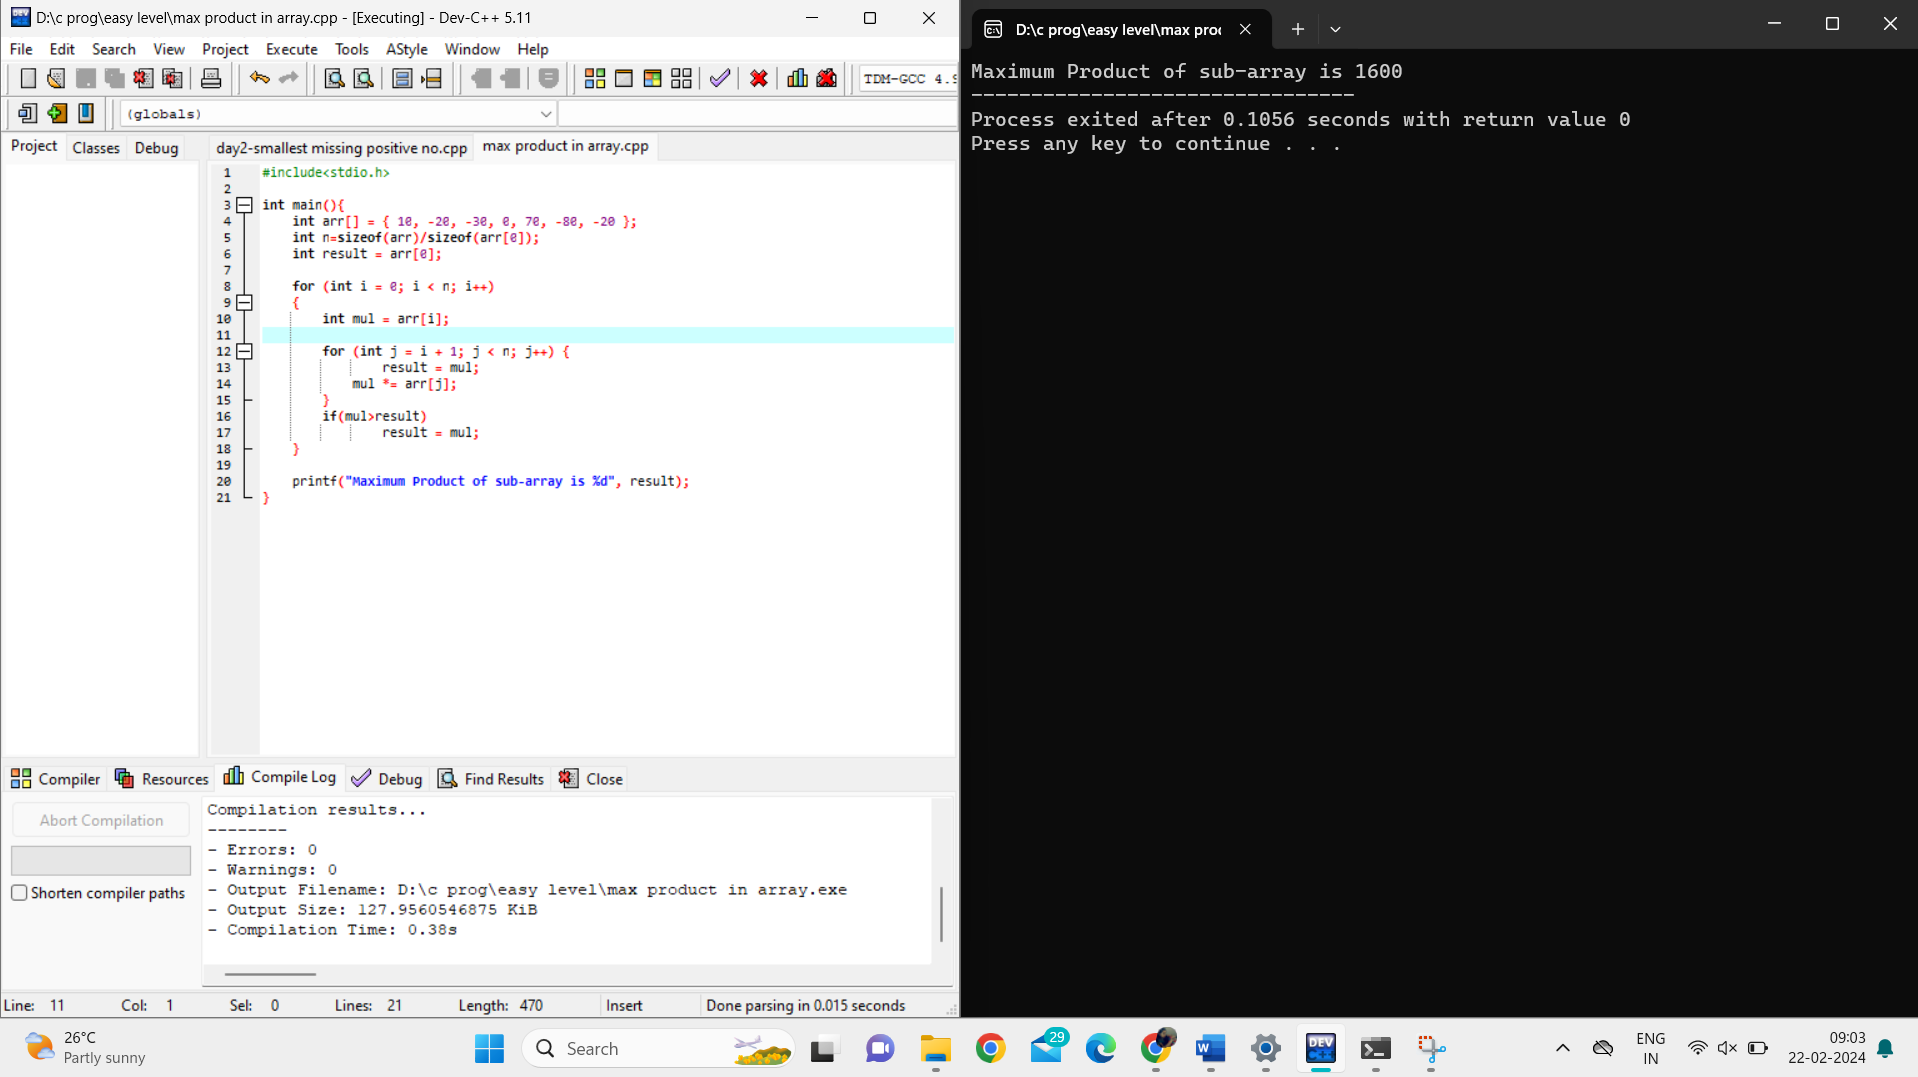 D:\c prog\easy level\max product in array.cpp - [Executing] - Dev-C++ 5.11
File Edit Search View Project Execute Tools AStyle Window Help
TDM-GCC 4.9
(globals)
Project Classes Debug
day2-smallest missing positive no.cpp max product in array.cpp
1 #include<stdio.h>
2
3 int main(){
4 int arr[] = { 10, -20, -30, 0, 70, -80, -20 };
5 int n=sizeof(arr)/sizeof(arr[0]);
6 int result = arr[0];
7
8 for (int i = 0; i < n; i++)
9 {
10 int mul = arr[i];
11
12 for (int j = i + 1; j < n; j++) {
13 result = mul;
14 mul *= arr[j];
15 }
16 if(mul>result)
17 result = mul;
18 }
19
20 printf("Maximum Product of sub-array is %d", result);
21 }
Compiler Resources Compile Log Debug Find Results Close
Abort Compilation
Shorten compiler paths
Compilation results...
--------
- Errors: 0
- Warnings: 0
- Output Filename: D:\c prog\easy level\max product in array.exe
- Output Size: 127.9560546875 KiB
- Compilation Time: 0.38s
Line: 11 Col: 1 Sel: 0 Lines: 21 Length: 470 Insert Done parsing in 0.015 seconds
D:\c prog\easy level\max pro
Maximum Product of sub-array is 1600
--------------------------------
Process exited after 0.1056 seconds with return value 0
Press any key to continue . . .
26°C
Partly sunny
Search
29
DEV
C++
W
ENG
IN
09:03
22-02-2024